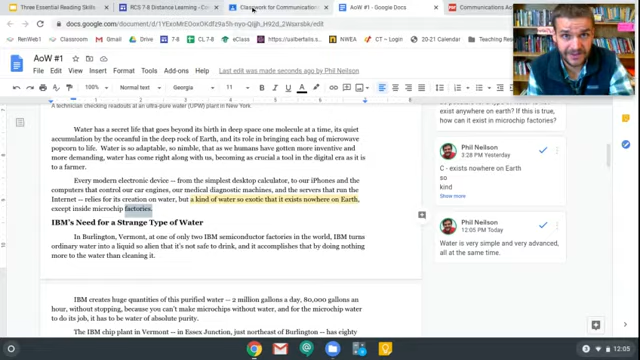 Three Essential Reading Skills
RCS 7-8 Distance Learning - Ca
Classwork for Communication
AoW #1 - Google Docs
Communications Ao
docs.google.com/document/d/
RenWeb1
Channel
CL 7-8
eClass
NWEA
CT
20-21 Calendar
Other bookmarks
AoW #1
File Edit View Insert Format Tools Add-ons Help
Last edit was made seconds ago by Phil Neilson
100%
Normal text
Georgia
11
A technician checking readouts at an ultra-pure water (UPW) plant in New York.
Water has a secret life that goes beyond its birth in deep space one molecule at a time, its quiet
accumulation by the oceanful in the deep rock of Earth, and its role in bringing each bag of microwave
popcorn to life. Water is so adaptable, so nimble, that as we humans have gotten more inventive and
more demanding, water has come right along with us, becoming as crucial a tool in the digital era as it is
to a farmer.
Every modern electronic device — from the simplest desktop calculator, to our iPhones and the
computers that control our car engines, our medical diagnostic machines, and the servers that run the
Internet — relies for its creation on water, but a kind of water so exotic that it exists nowhere on Earth,
except inside microchip factories.
IBM's Need for a Strange Type of Water
In Burlington, Vermont, at one of only two IBM semiconductor factories in the world, IBM turns
ordinary water into a liquid so alien that it's not safe to drink, and it accomplishes that by doing nothing
more to the water than cleaning it.
IBM creates huge quantities of this purified water — 2 million gallons a day, 80,000 gallons an
hour, without stopping, because you can't make microchips without water, and for the microchip water
to do its job, it has to be water of absolute purity.
The IBM chip plant in Vermont — in Essex Junction, just northeast of Burlington — has eighty
exist anywhere on earth? If this is
true, how can it exist in microchip factories?
Phil Neilson
3:28 PM Yesterday
C - exists nowhere on Earth
so
kind
Show more
Phil Neilson
12:05 PM Today
Water is very simple and very advanced,
all at the same time.
12:05